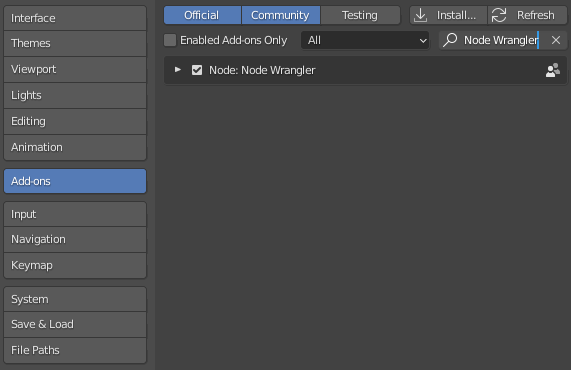 Interface
Themes
Viewport
Lights
Editing
Animation
Add-ons
Input
Navigation
Keymap
System
Save & Load
File Paths
Official Community Testing Install... Refresh
Enabled Add-ons Only All Node Wrangler
Node: Node Wrangler